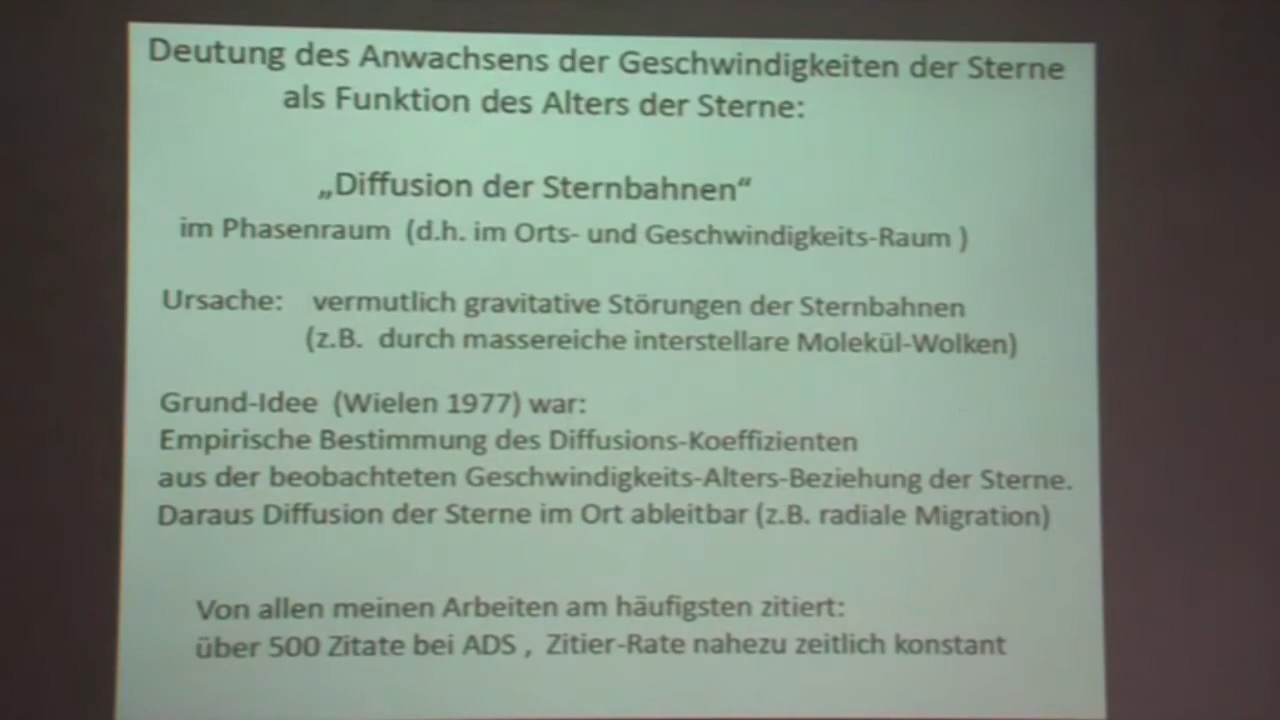 Deutung des Anwachsens der Geschwindigkeiten der Sterne
als Funktion des Alters der Sterne:
„Diffusion der Sternbahnen“
im Phasenraum (d.h. im Orts- und Geschwindigkeits-Raum )
Ursache: vermutlich gravitative Störungen der Sternbahnen
(z.B. durch massereiche interstellare Molekül-Wolken)
Grund-Idee (Wielen 1977) war:
Empirische Bestimmung des Diffusions-Koeffizienten
aus der beobachteten Geschwindigkeits-Alters-Beziehung der Sterne.
Daraus Diffusion der Sterne im Ort ableitbar (z.B. radiale Migration)
Von allen meinen Arbeiten am häufigsten zitiert:
über 500 Zitate bei ADS , Zitier-Rate nahezu zeitlich konstant